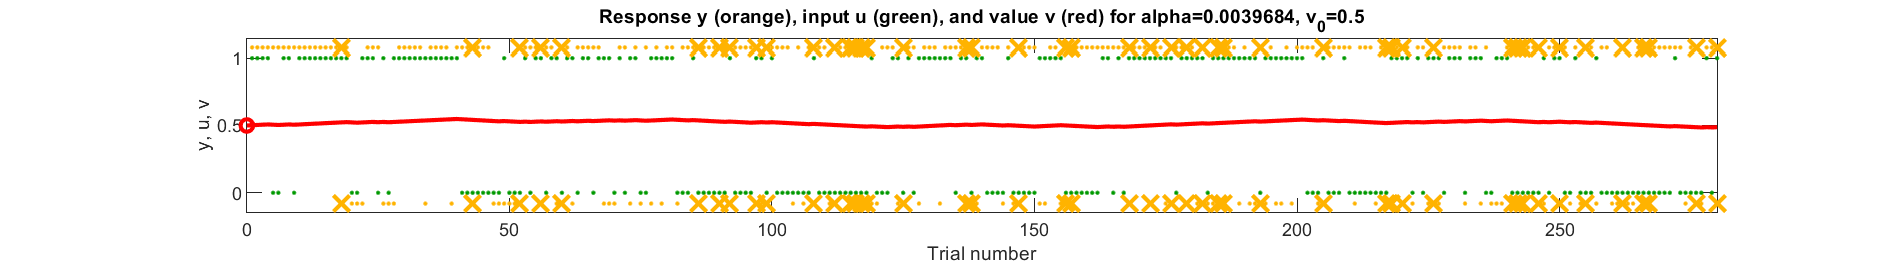 Response y (orange), input u (green), and value v (red) for alpha=0.0039684, v0=0.5
y, u, v
1
0.5
0
0 50 100 150 200 250
Trial number